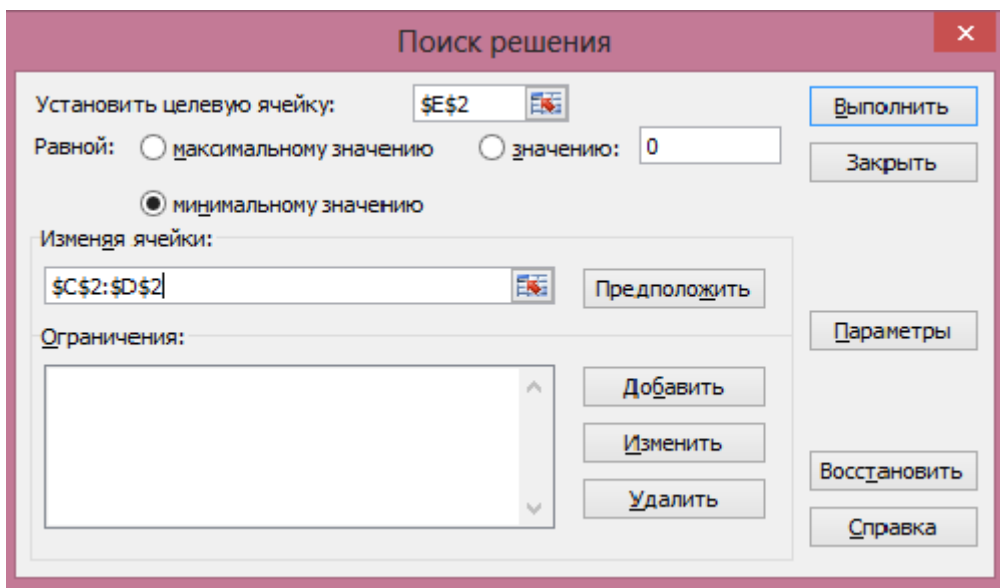 Поиск решения
Установить целевую ячейку: $E$2 Выполнить
Равной: максимальному значению значению: 0 Закрыть
минимальному значению
Изменяя ячейки:
$C$2:$D$2 Предположить
Ограничения: Параметры
Добавить
Изменить
Восстановить
Удалить
Справка